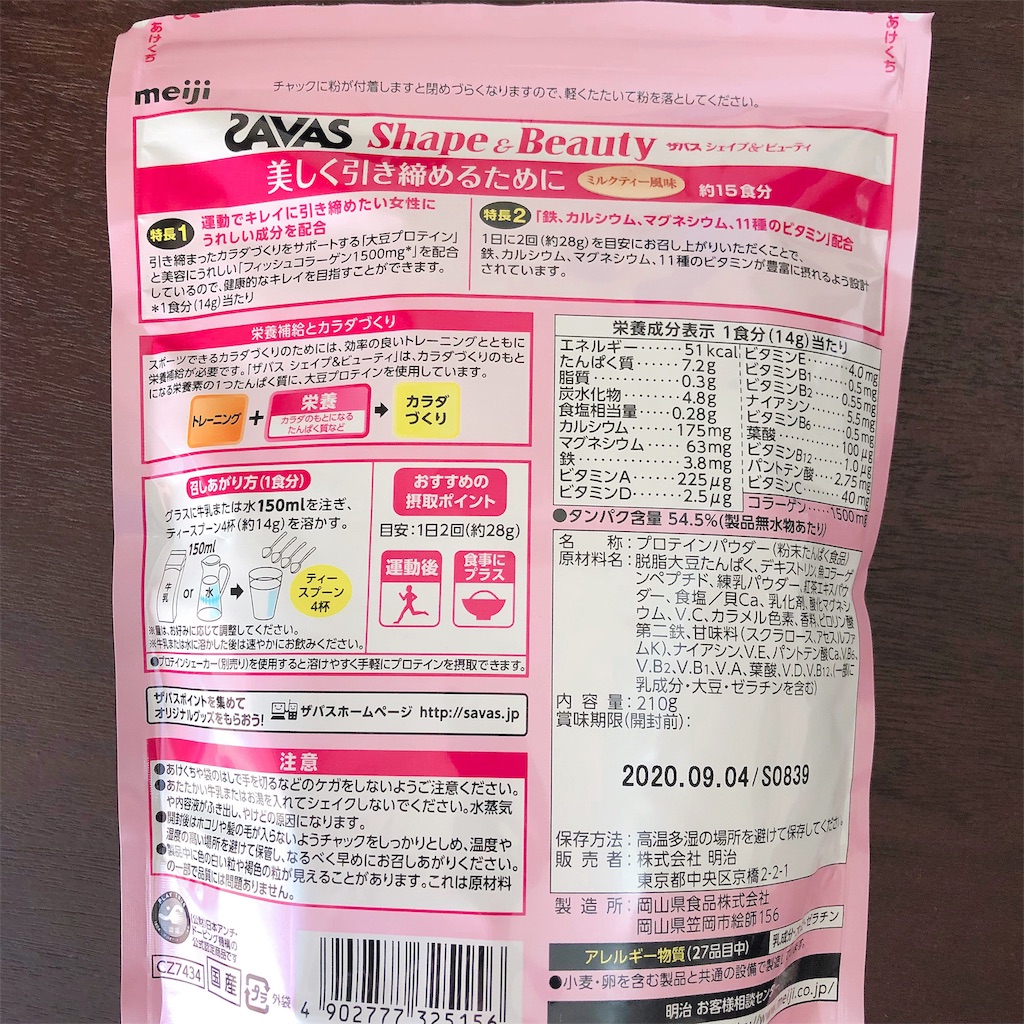 あけくち
あけくち
meiji
チャックに粉が付着しますと閉めづらくなりますので、軽くたたいて粉を落としてください。
SAVAS Shape & Beauty ザバス シェイプ&ビューティ
美しく引き締めるために ミルクティー風味 約15食分
特長1 運動でキレイに引き締めたい女性に
うれしい成分を配合
引き締まったカラダづくりをサポートする「大豆プロテイン」
と美容にうれしい「フィッシュコラーゲン1500mg*」を配合
しているので、健康的なキレイを目指すことができます。
*1食分(14g)当たり
特長2 「鉄、カルシウム、マグネシウム、11種のビタミン」配合
1日に2回(約28g)を目安にお召し上がりいただくことで、
鉄、カルシウム、マグネシウム、11種のビタミンが豊富に摂れるよう設計
されています。
栄養補給とカラダづくり
スポーツできるカラダづくりのためには、効率の良いトレーニングとともに
栄養補給が必要です。「ザバス シェイプ&ビューティ」は、カラダづくりのもと
になる栄養素の1つたんぱく質に、大豆プロテインを使用しています。
トレーニング + 栄養 カラダづくり
カラダのもとになる
たんぱく質など
召しあがり方(1食分)
グラスに牛乳または水150mlを注ぎ、
ティースプーン4杯(約14g)を溶かす。
150ml
牛乳 or 水
ティー
スプーン
4杯
※量は、お好みに応じて調整してください。
※牛乳または水に溶かした後は速やかにお飲みください。
●プロテインシェーカー(別売り)を使用すると溶けやすく手軽にプロテインを摂取できます。
おすすめの
摂取ポイント
目安:1日2回(約28g)
運動後
食事に
プラス
ザバスポイントを集めて
オリジナルグッズをもらおう!
ザバスホームページ http://savas.jp
注意
●あけくちや袋のはしで手を切るなどのケガをしないようご注意ください。
●あたたかい牛乳またはお湯を入れてシェイクしないでください。水蒸気
や内容液がふき出し、やけどの原因になります。
●開封後はホコリや髪の毛が入らないようチャックをしっかりとしめ、温度や
湿度の高い場所を避けて保管し、なるべく早めにお召しあがりください。
●製品中に色の白い粒や褐色の粒が見えることがあります。これは原材料
の一部で品質には問題ありません。
(公財)日本アンチ・
ドーピング機構の
公式認定商品です
CZ7434
国産
プラ 外袋
4 902777 325156
栄養成分表示 1食分(14g)当たり
エネルギー……51kcal
たんぱく質……7.2g
脂質……0.3g
炭水化物……4.8g
食塩相当量……0.28g
カルシウム……175mg
マグネシウム……63mg
鉄……3.8mg
ビタミンA……225μg
ビタミンD……2.5μg
ビタミンE……4.0mg
ビタミンB1……0.5mg
ビタミンB2……0.55mg
ナイアシン……5.5mg
ビタミンB6……0.5mg
葉酸……100μg
ビタミンB12……1.0μg
パントテン酸……2.75mg
ビタミンC……40mg
コラーゲン……1500mg
●タンパク含量 54.5%(製品無水物あたり)
名称:プロテインパウダー(粉末たんぱく食品)
原材料名:脱脂大豆たんぱく、デキストリン、魚コラーゲ
ンペプチド、練乳パウダー、紅茶エキスパウ
ダー、食塩/貝Ca、乳化剤、酸化マグネシ
ウム、V.C、カラメル色素、香料、ピロリン酸
第二鉄、甘味料(スクラロース、アセスルファ
ムK)、ナイアシン、V.E、パントテン酸Ca、V.B6、
V.B2、V.B1、V.A、葉酸、V.D、V.B12、(一部に
乳成分・大豆・ゼラチンを含む)
内容量:210g
賞味期限(開封前):
2020.09.04/S0839
保存方法:高温多湿の場所を避けて保存してください。
販売者:株式会社 明治
東京都中央区京橋2-2-1
製造所:岡山県食品株式会社
岡山県笠岡市絵師156
アレルギー物質(27品目中)
ゼラチン
●小麦・卵を含む製品と共通の設備で製造
明治 お客様相談センター
meiji.co.jp/